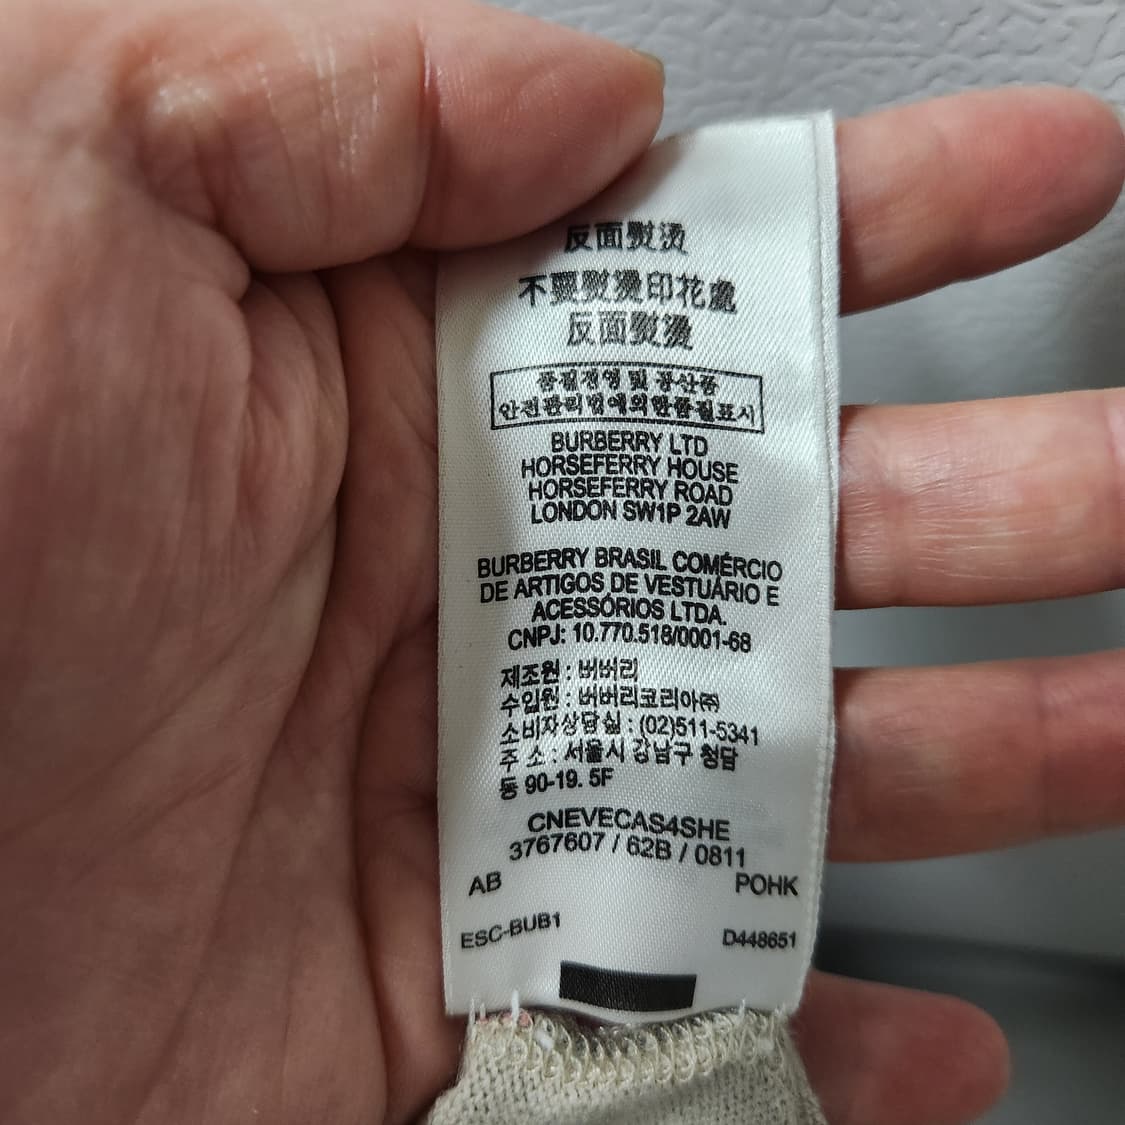 反面熨燙
不要熨燙印花處
反面熨燙
품질경영 및 공산품
안전관리법에의한품질표시
BURBERRY LTD
HORSEFERRY HOUSE
HORSEFERRY ROAD
LONDON SW1P 2AW
BURBERRY BRASIL COMÉRCIO
DE ARTIGOS DE VESTUÁRIO E
ACESSÓRIOS LTDA.
CNPJ: 10.770.518/0001-68
제조원 : 버버리
수입원 : 버버리코리아㈜
소비자상담실 : (02)511-5341
주 소 : 서울시 강남구 청담
동 90-19. 5F
CNEVECAS4SHE
3767607 / 62B / 0811
AB POHK
ESC-BUB1 D448651